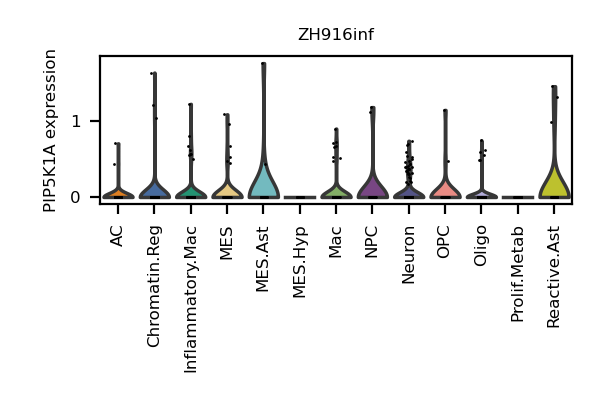 ZH916inf
PIP5K1A expression
1
0
AC
Chromatin.Reg
Inflammatory.Mac
MES
MES.Ast
MES.Hyp
Mac
NPC
Neuron
OPC
Oligo
Prolif.Metab
Reactive.Ast